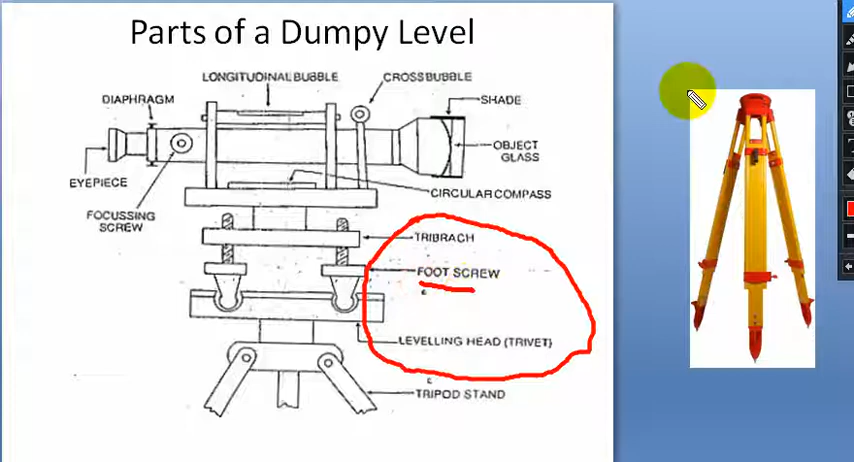 Parts of a Dumpy Level
LONGITUDINAL BUBBLE
CROSS BUBBLE
DIAPHRAGM
SHADE
OBJECT
GLASS
EYEPIECE
CIRCULAR COMPASS
FOCUSSING
SCREW
TRIBRACH
FOOT SCREW
LEVELLING HEAD (TRIVET)
TRIPOD STAND